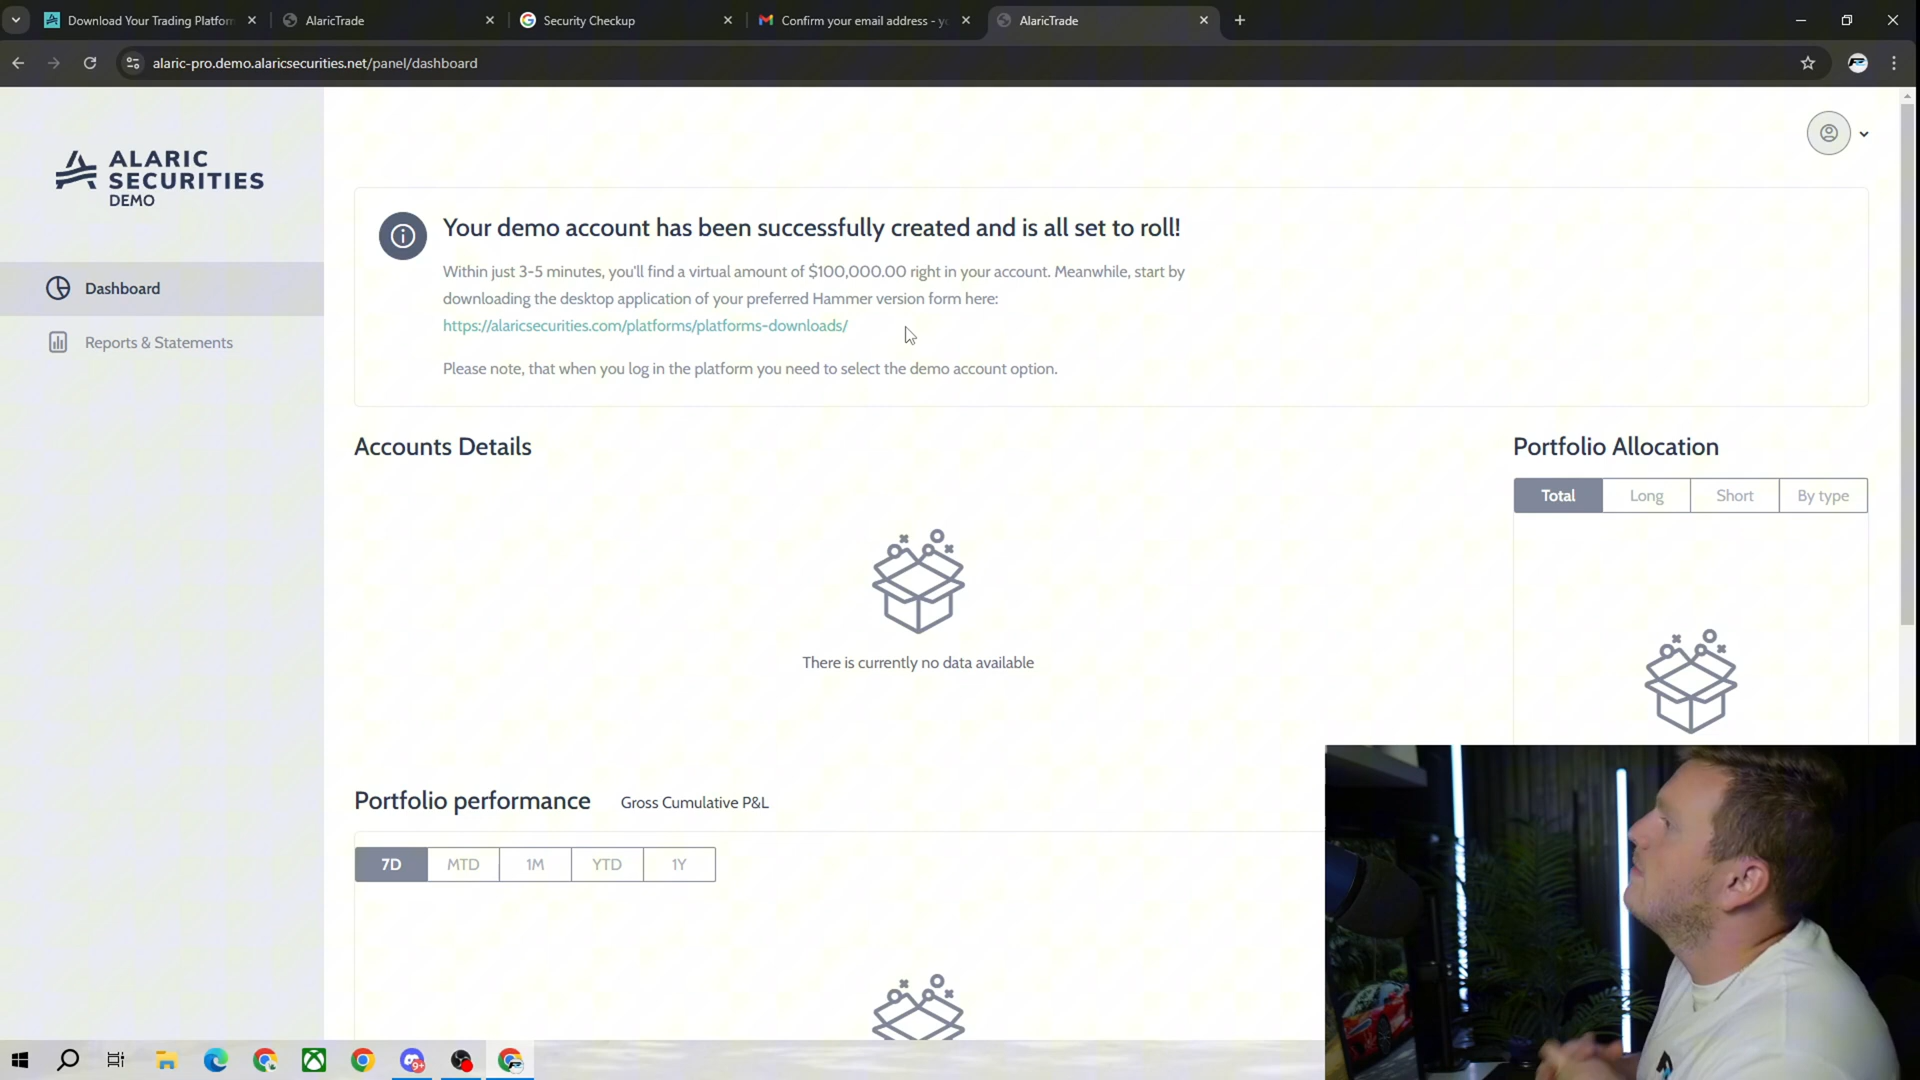 Download Your Trading Platform
AlaricTrade
Security Checkup
Confirm your email address - yo
AlaricTrade
alaric-pro.demo.alaricsecurities.net/panel/dashboard
ALARIC
SECURITIES
DEMO
Dashboard
Reports & Statements
Your demo account has been successfully created and is all set to roll!
Within just 3-5 minutes, you'll find a virtual amount of $100,000.00 right in your account. Meanwhile, start by
downloading the desktop application of your preferred Hammer version form here:
https://alaricsecurities.com/platforms/platforms-downloads/
Please note, that when you log in the platform you need to select the demo account option.
Accounts Details
There is currently no data available
Portfolio Allocation
Total Long Short By type
Portfolio performance Gross Cumulative P&L
7D MTD 1M YTD 1Y
9+